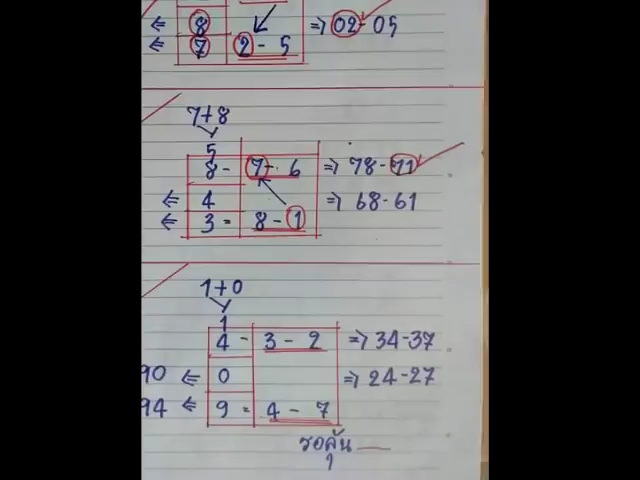 ⇐ 8 ⇒ 02-05
⇐ 7 2 - 5
7+8
5
8 - 7 - 6 ⇒ 78-71
⇐ 4 ⇒ 68-61
⇐ 3 = 8 - 1
1+0
1
4 - 3 - 2 ⇒ 34-37
90 ⇐ 0 ⇒ 24-27
94 ⇐ 9 = 4 - 7
รอลุ้น